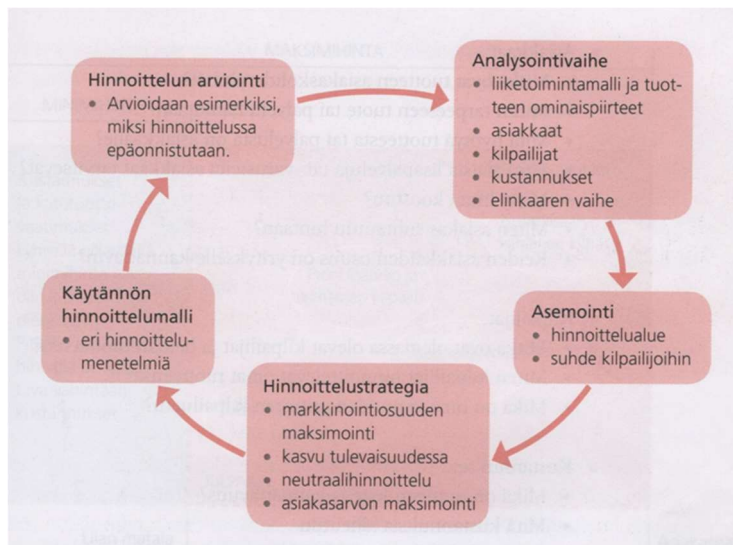 MAKSIMIHINTA
Hinnoittelun arviointi
• Arvioidaan esimerkiksi,
miksi hinnoittelussa
epäonnistutaan.
Analysointivaihe
• liiketoimintamalli ja tuot-
teen ominaispiirteet
• asiakkaat
• kilpailijat
• kustannukset
• elinkaaren vaihe
Asemointi
• hinnoittelualue
• suhde kilpailijoihin
Hinnoittelustrategia
• markkinointiosuuden
maksimointi
• kasvu tulevaisuudessa
• neutraalihinnoittelu
• asiakasarvon maksimointi
Käytännön
hinnoittelumalli
• eri hinnoittelu-
menetelmiä